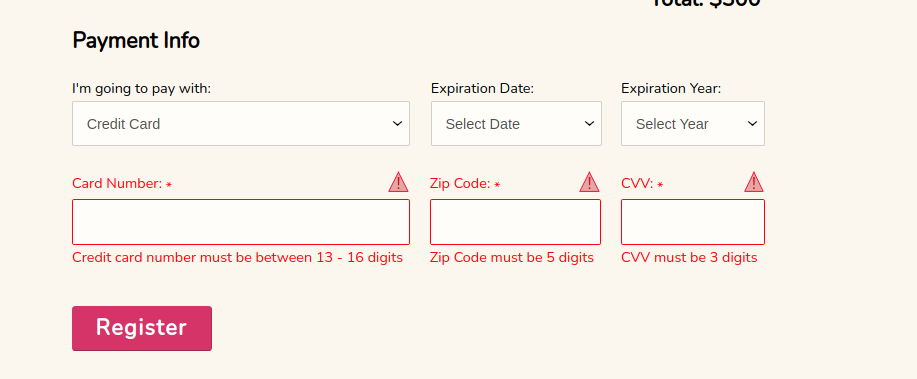 Total: $300
Payment Info
I'm going to pay with: Expiration Date: Expiration Year:
Credit Card Select Date Select Year
Card Number: * Zip Code: * CVV: *
Credit card number must be between 13 - 16 digits Zip Code must be 5 digits CVV must be 3 digits
Register